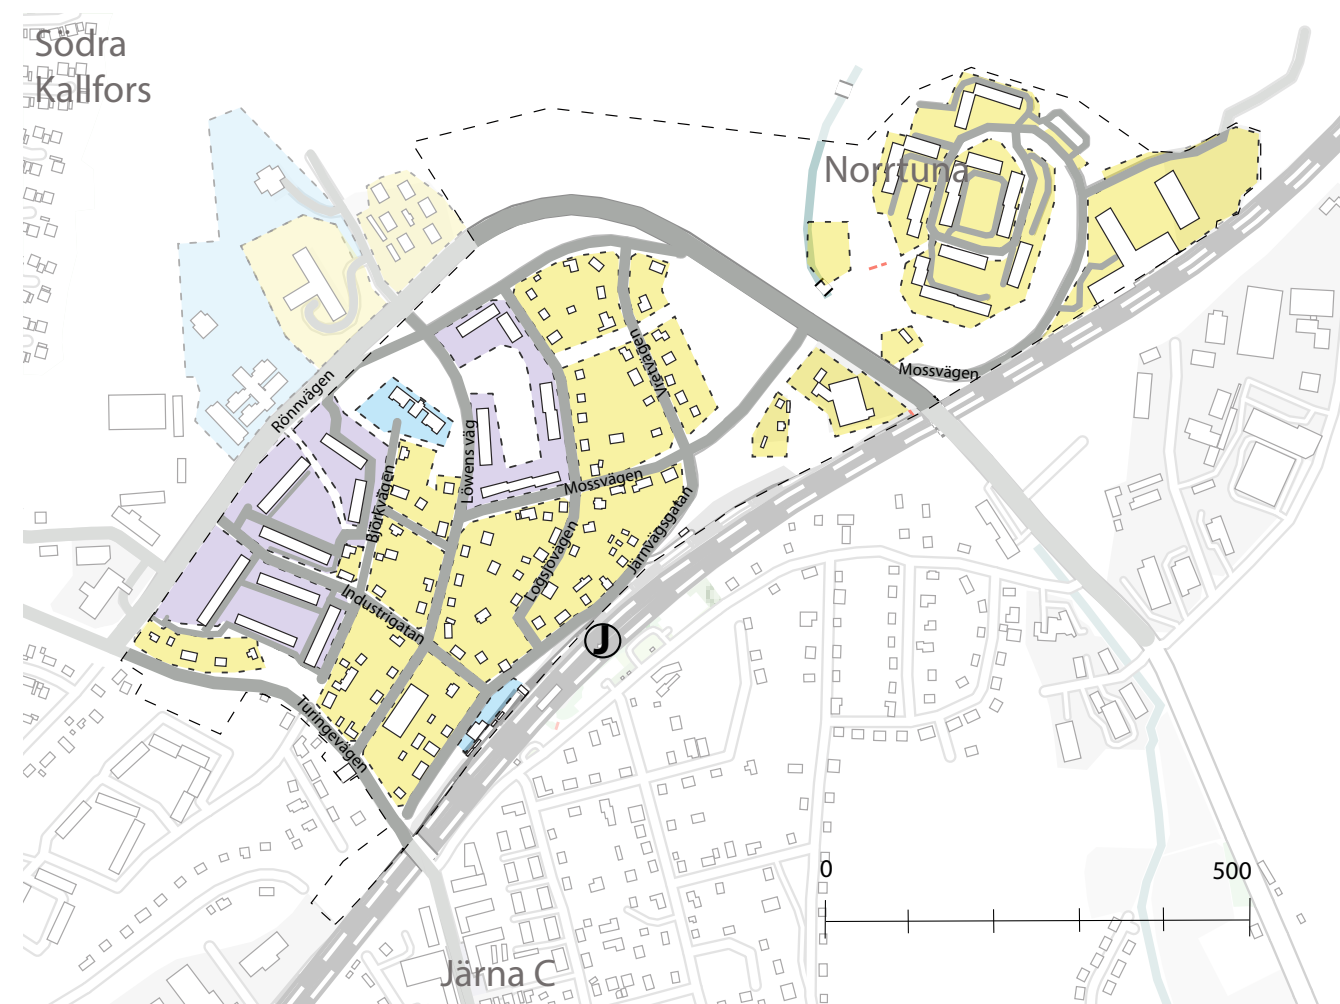 Södra
Kallfors
Norrtuna
Rönnvägen
Vretvägen
Mossvägen
Löwens väg
Björkvägen
Mossvägen
Logsjövägen
Järnvägsgatan
Industrigatan
J
Turingevägen
0
500
Järna C